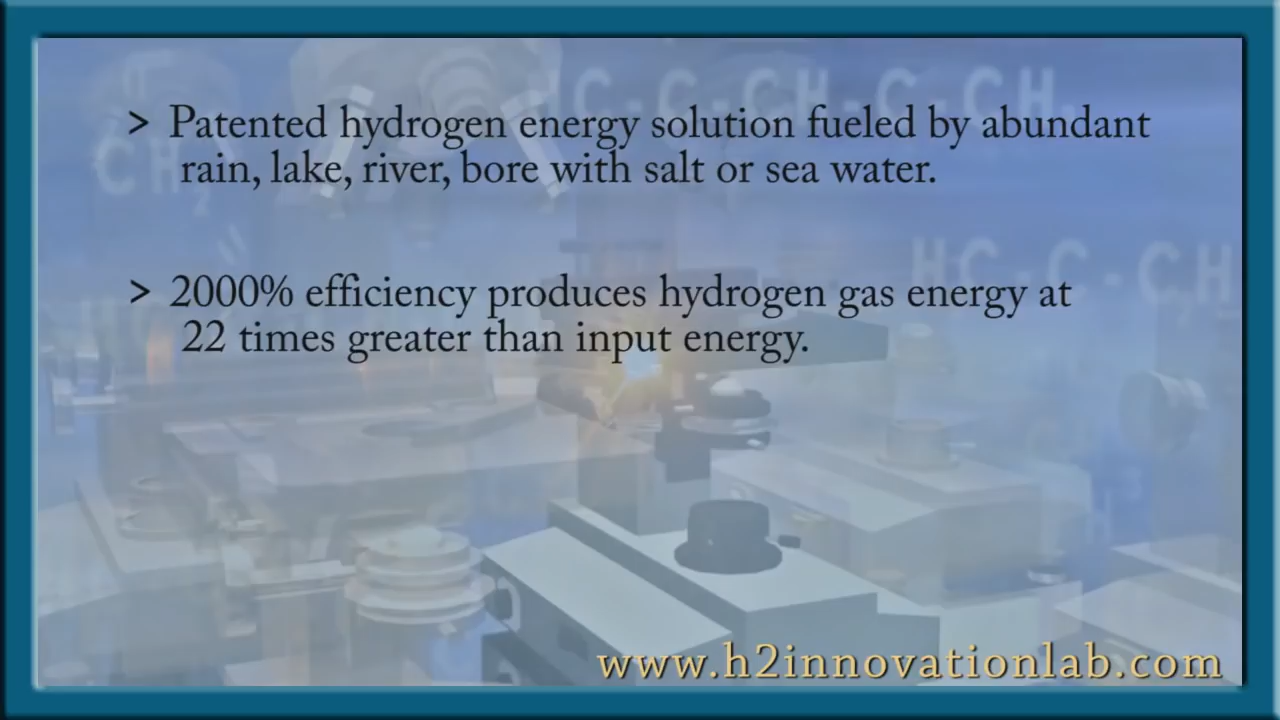 > Patented hydrogen energy solution fueled by abundant
rain, lake, river, bore with salt or sea water.
> 2000% efficiency produces hydrogen gas energy at
22 times greater than input energy.
www.h2innovationlab.com